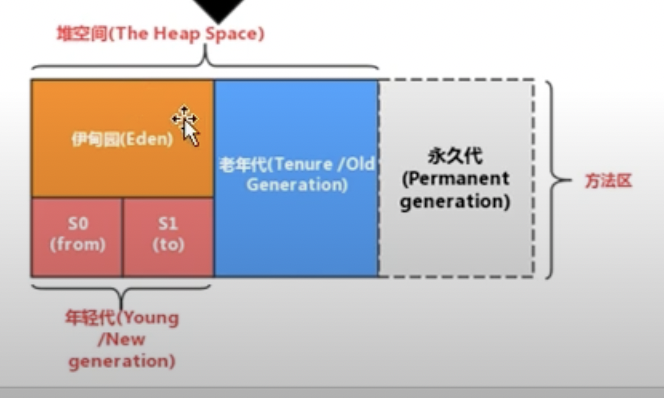 堆空间(The Heap Space)
伊甸园(Eden)
老年代(Tenure /Old
Generation)
永久代
(Permanent
generation)
方法区
S0
(from)
S1
(to)
年轻代(Young
/New
generation)